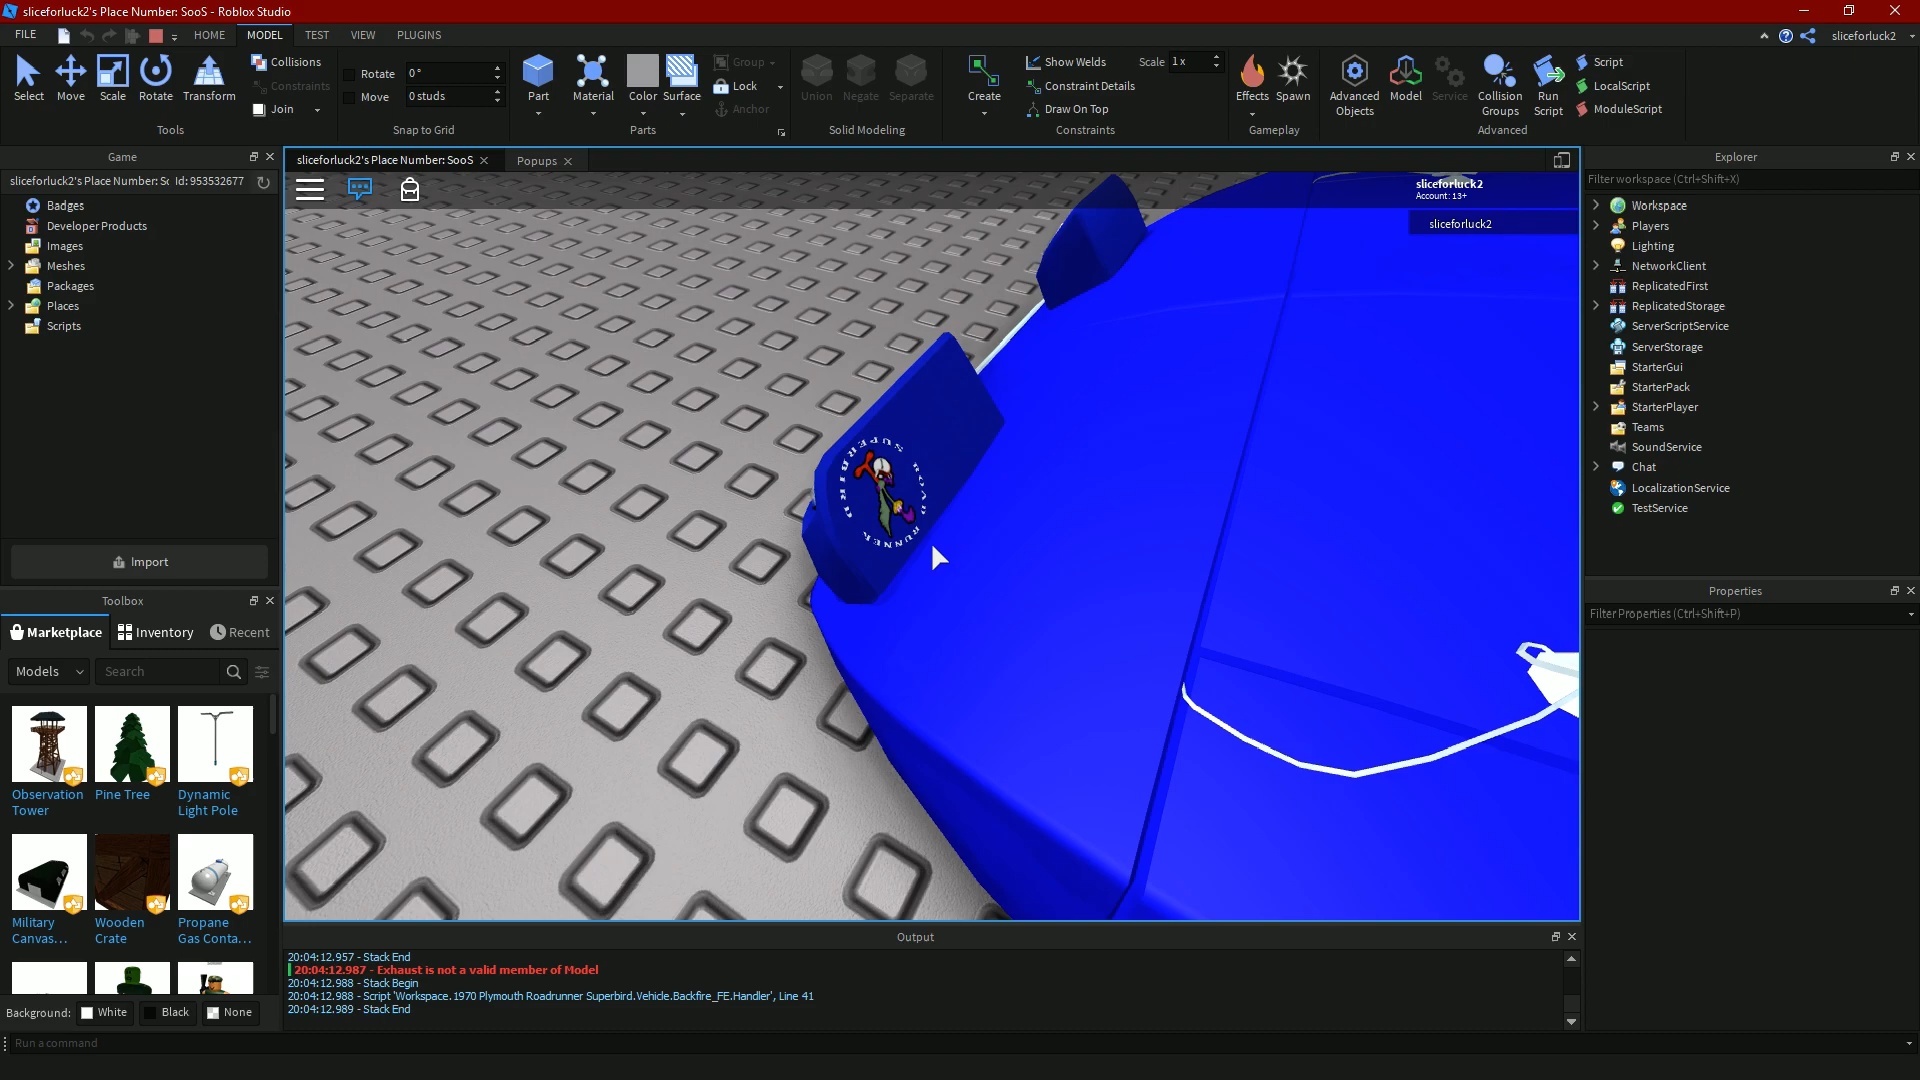 sliceforluck2's Place Number: SooS - Roblox Studio
FILE HOME MODEL TEST VIEW PLUGINS sliceforluck2
Select Move Scale Rotate Transform
Collisions
Constraints
Join
Tools
Rotate 0°
Move 0 studs
Snap to Grid
Part Material Color Surface
Group
Lock
Anchor
Parts
Union Negate Separate
Solid Modeling
Create
Show Welds
Constraint Details
Draw On Top
Scale 1 x
Constraints
Effects Spawn
Gameplay
Advanced Objects Model Service Collision Groups Run Script
Script
LocalScript
ModuleScript
Advanced
Game
sliceforluck2's Place Number: Sc Id: 953532677
Badges
Developer Products
Images
Meshes
Packages
Places
Scripts
Import
Toolbox
Marketplace Inventory Recent
Models Search
Observation Tower
Pine Tree
Dynamic Light Pole
Military Canvas...
Wooden Crate
Propane Gas Conta...
Background: White Black None
sliceforluck2's Place Number: SooS Popups
sliceforluck2
Account: 13+
sliceforluck2
ROAD RUNNER SUPERBIRD
Output
20:04:12.957 - Stack End
20:04:12.987 - Exhaust is not a valid member of Model
20:04:12.988 - Stack Begin
20:04:12.988 - Script 'Workspace.1970 Plymouth Roadrunner Superbird.Vehicle.Backfire_FE.Handler', Line 41
20:04:12.989 - Stack End
Explorer
Filter workspace (Ctrl+Shift+X)
Workspace
Players
Lighting
NetworkClient
ReplicatedFirst
ReplicatedStorage
ServerScriptService
ServerStorage
StarterGui
StarterPack
StarterPlayer
Teams
SoundService
Chat
LocalizationService
TestService
Properties
Filter Properties (Ctrl+Shift+P)
Run a command